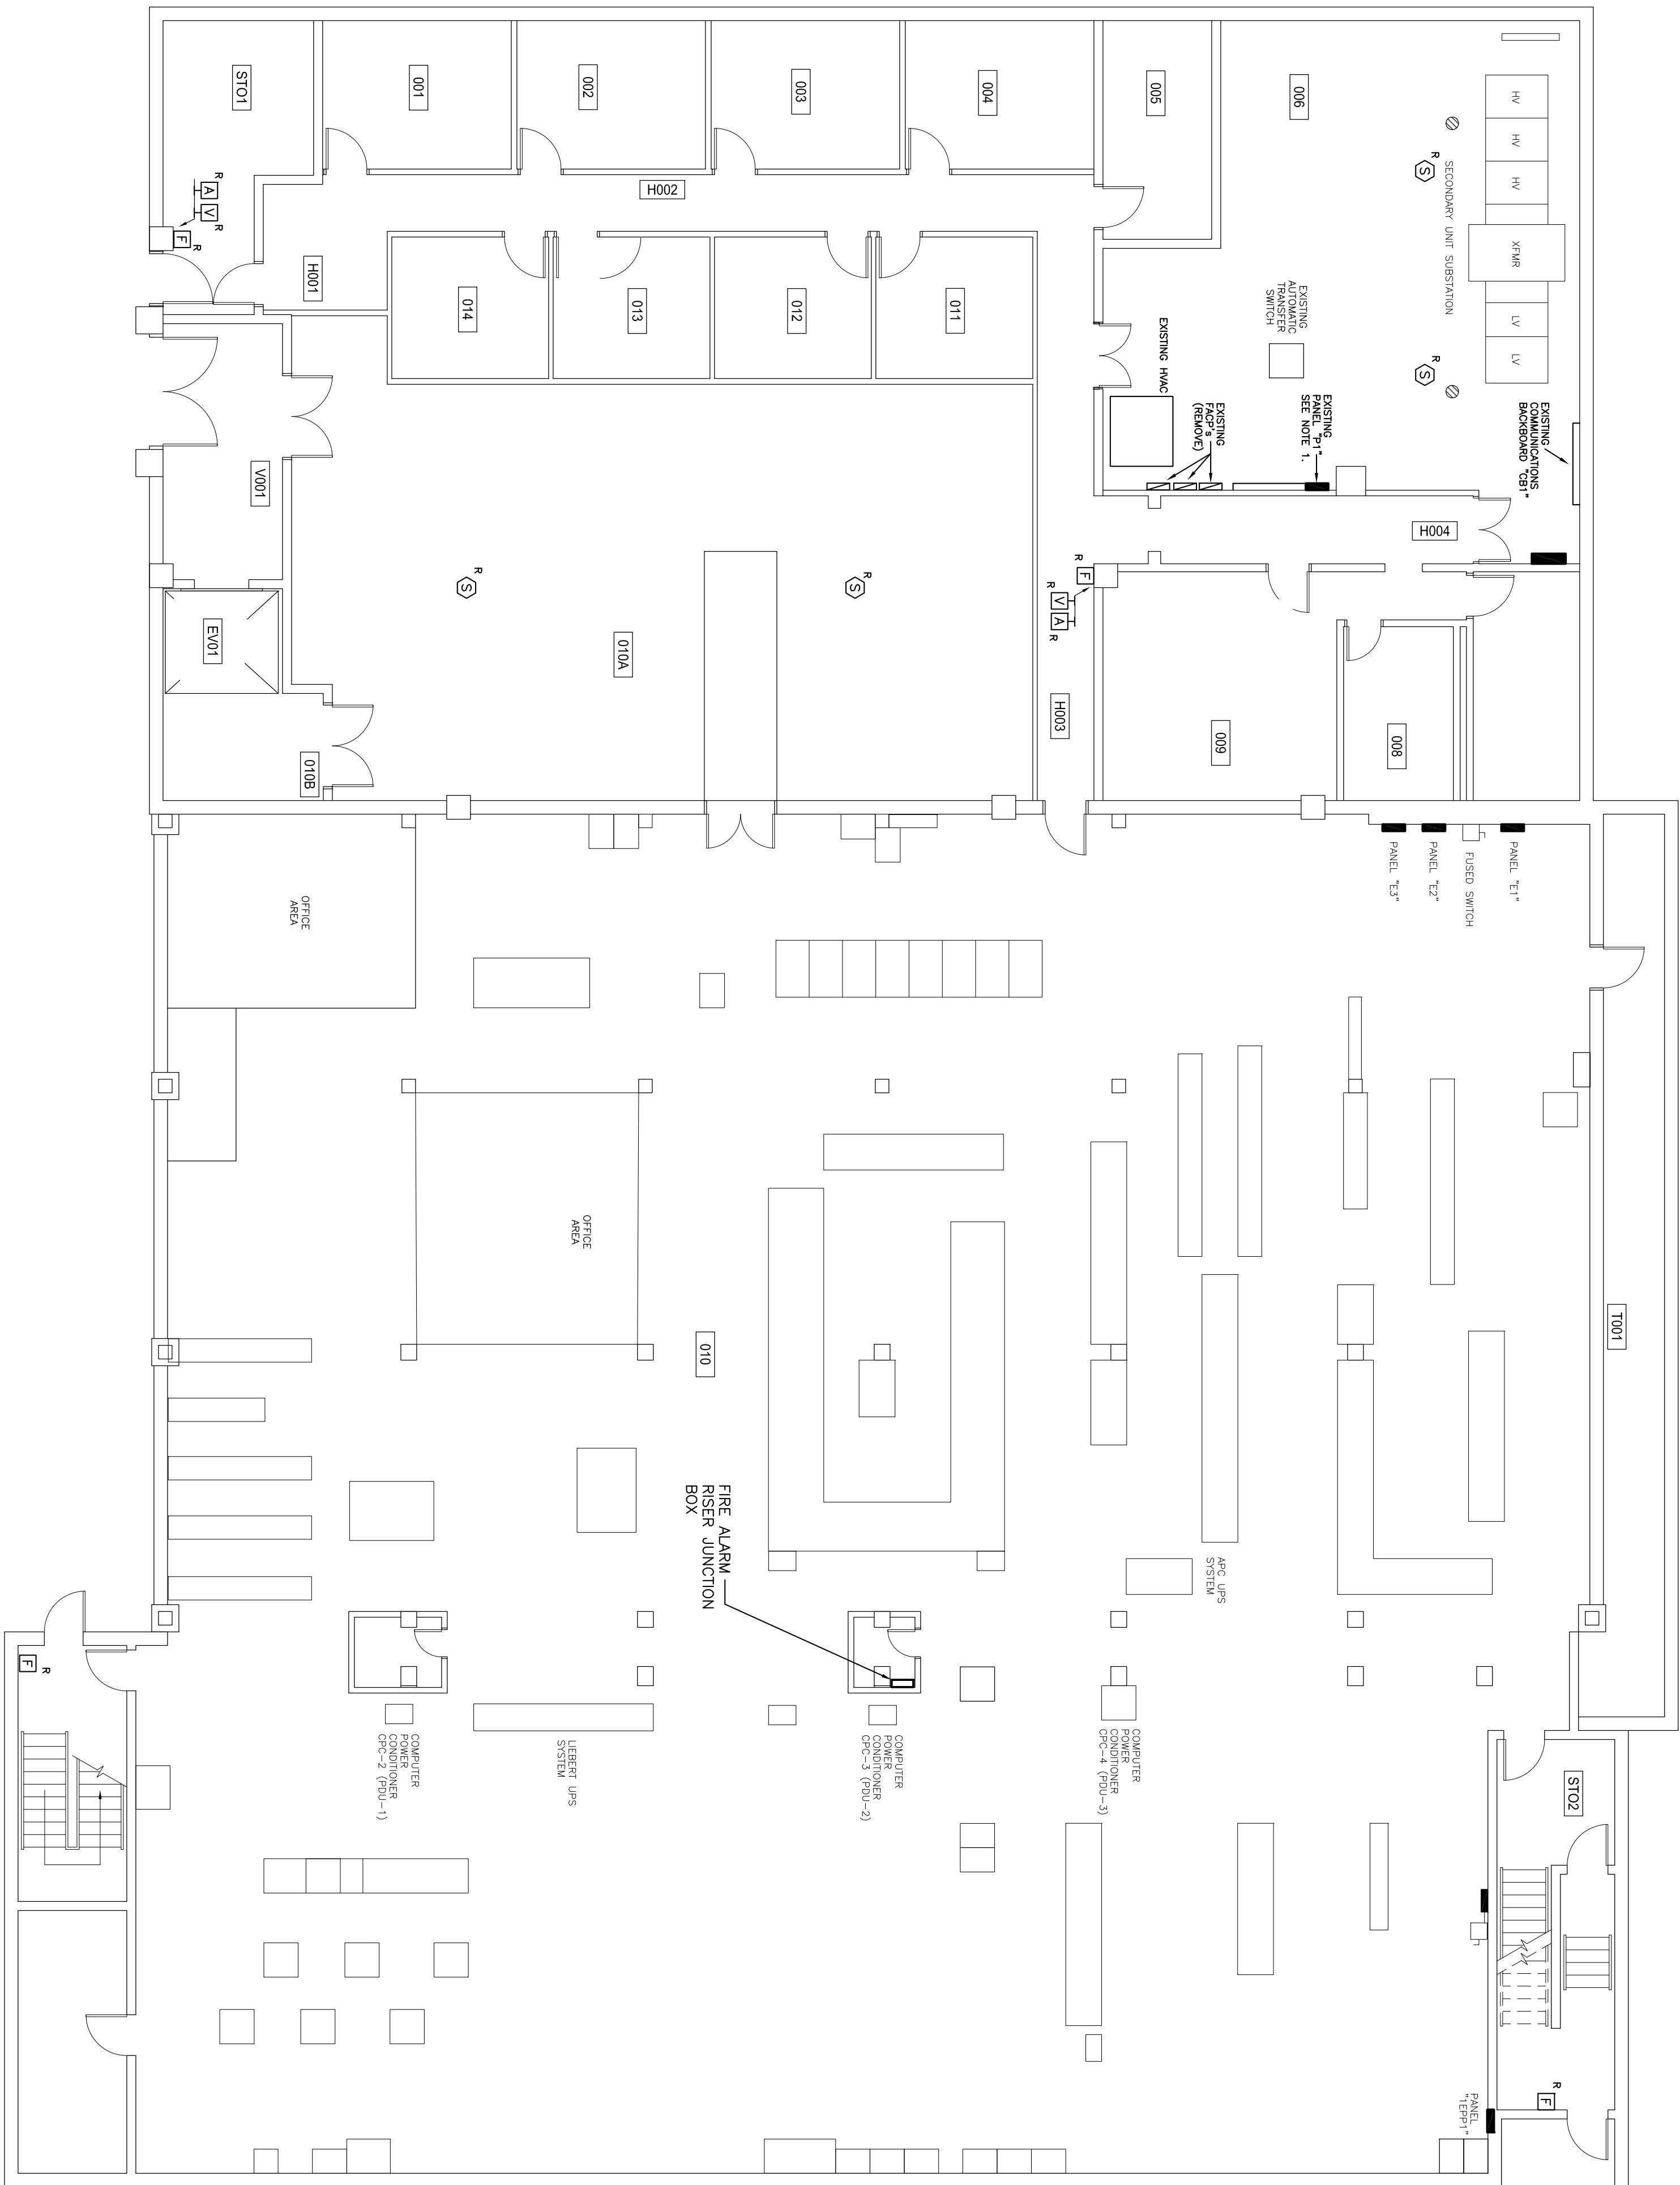 HV
HV
HV
XFMR
LV
LV
SECONDARY UNIT SUBSTATION
R
S
R
S
EXISTING
COMMUNICATIONS
BACKBOARD "CB1"
006
EXISTING
AUTOMATIC
TRANSFER
SWITCH
EXISTING
PANEL "P1"
SEE NOTE 1.
EXISTING
FACP's
(REMOVE)
EXISTING HVAC
005
004
003
002
001
STO1
H002
H001
R
A
V
R
F
R
011
012
013
014
V001
EV01
010A
010B
R
S
R
S
H004
H003
R
F
R
V
A
R
009
008
PANEL "E1"
FUSED SWITCH
PANEL "E2"
PANEL "E3"
OFFICE
AREA
OFFICE
AREA
T001
010
APC UPS
SYSTEM
FIRE ALARM
RISER JUNCTION
BOX
COMPUTER
POWER
CONDITIONER
CPC-4 (PDU-3)
COMPUTER
POWER
CONDITIONER
CPC-3 (PDU-2)
LIEBERT UPS
SYSTEM
COMPUTER
POWER
CONDITIONER
CPC-2 (PDU-1)
R
F
STO2
R
F
PANEL
"1EPP1"